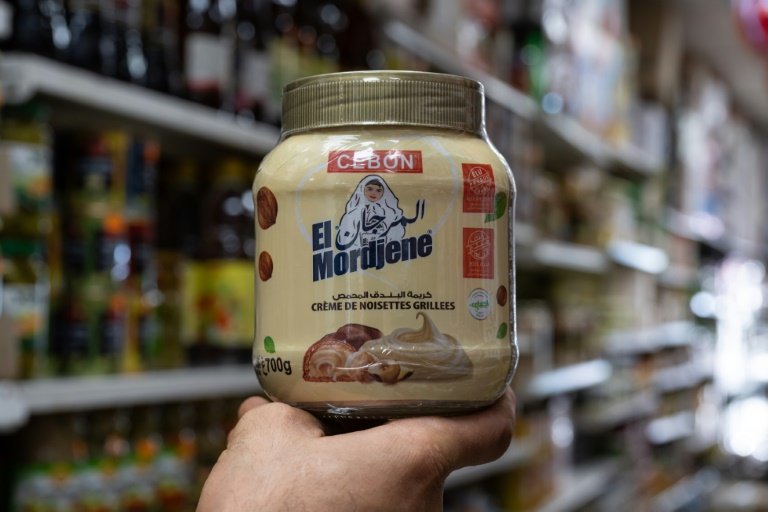 CEBON
المرجان
El
Mordjene
كريمة البندق المحمص
CRÈME DE NOISETTES GRILLEES
700g